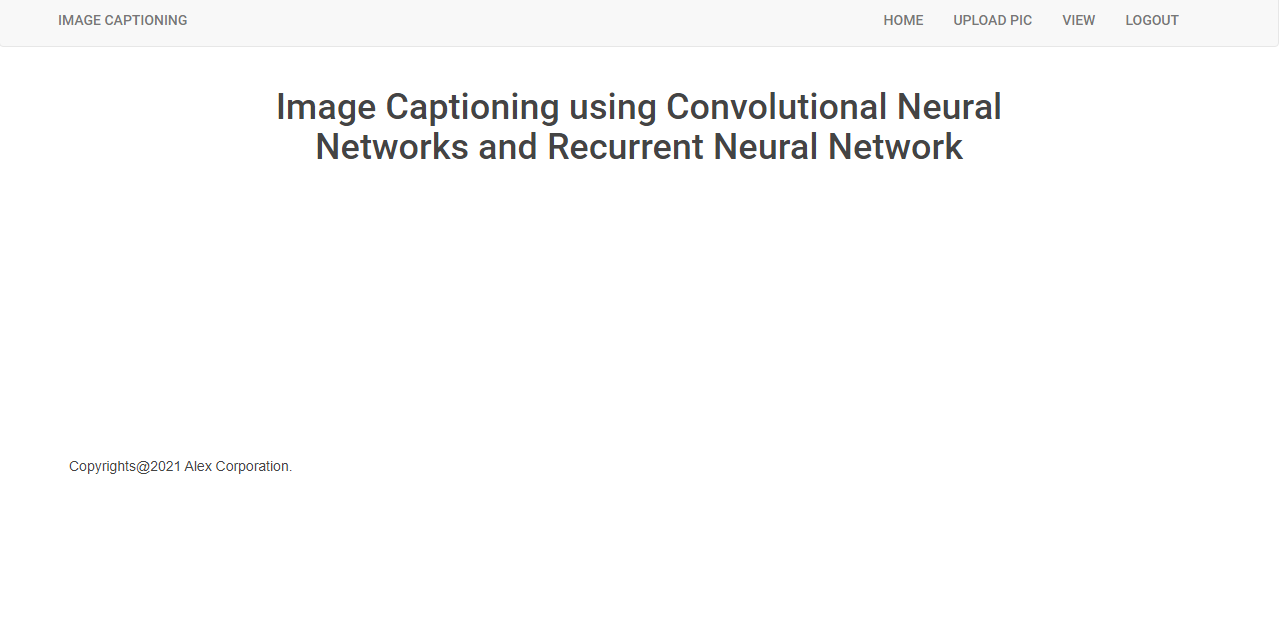 IMAGE CAPTIONING HOME UPLOAD PIC VIEW LOGOUT
Image Captioning using Convolutional Neural
Networks and Recurrent Neural Network
Copyrights@2021 Alex Corporation.